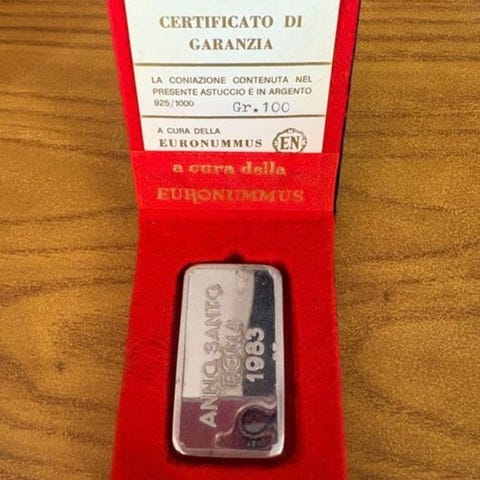 CERTIFICATO DI
GARANZIA
LA CONIAZIONE CONTENUTA NEL
PRESENTE ASTUCCIO È IN ARGENTO
925/1000 Gr.100
A CURA DELLA
EURONUMMUS EN
a cura della
EURONUMMUS
ANNO SANTO
ROMA
1983